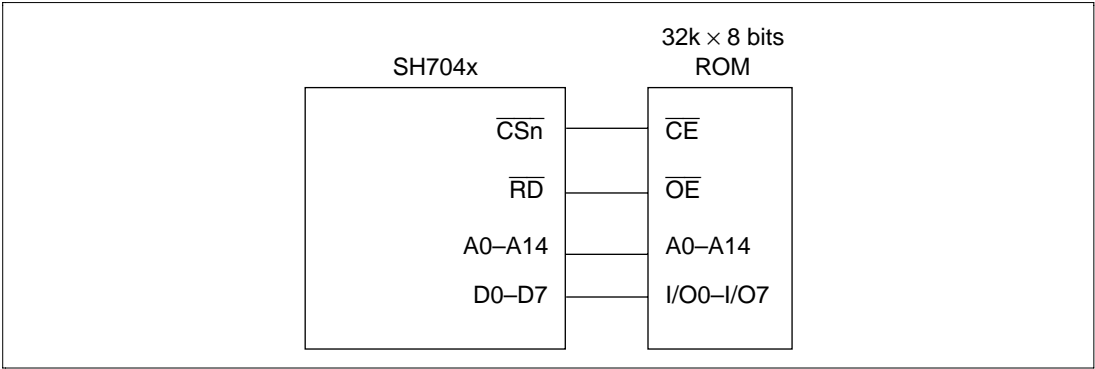 32k × 8 bits
SH704x ROM
CSn CE
RD OE
A0–A14 A0–A14
D0–D7 I/O0–I/O7